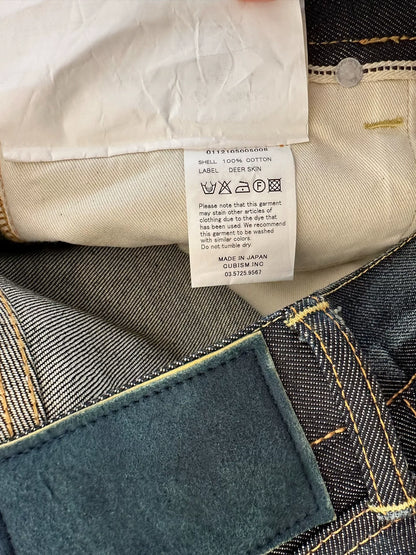 0112105005006
SHELL 100% COTTON
LABEL DEER SKIN
Please note that this garment
may stain other articles of
clothing due to the dye that
has been used. We recommend
this garment to be washed
with similar colors.
Do not tumble dry.
MADE IN JAPAN
CUBISM INC
03.5725.9567